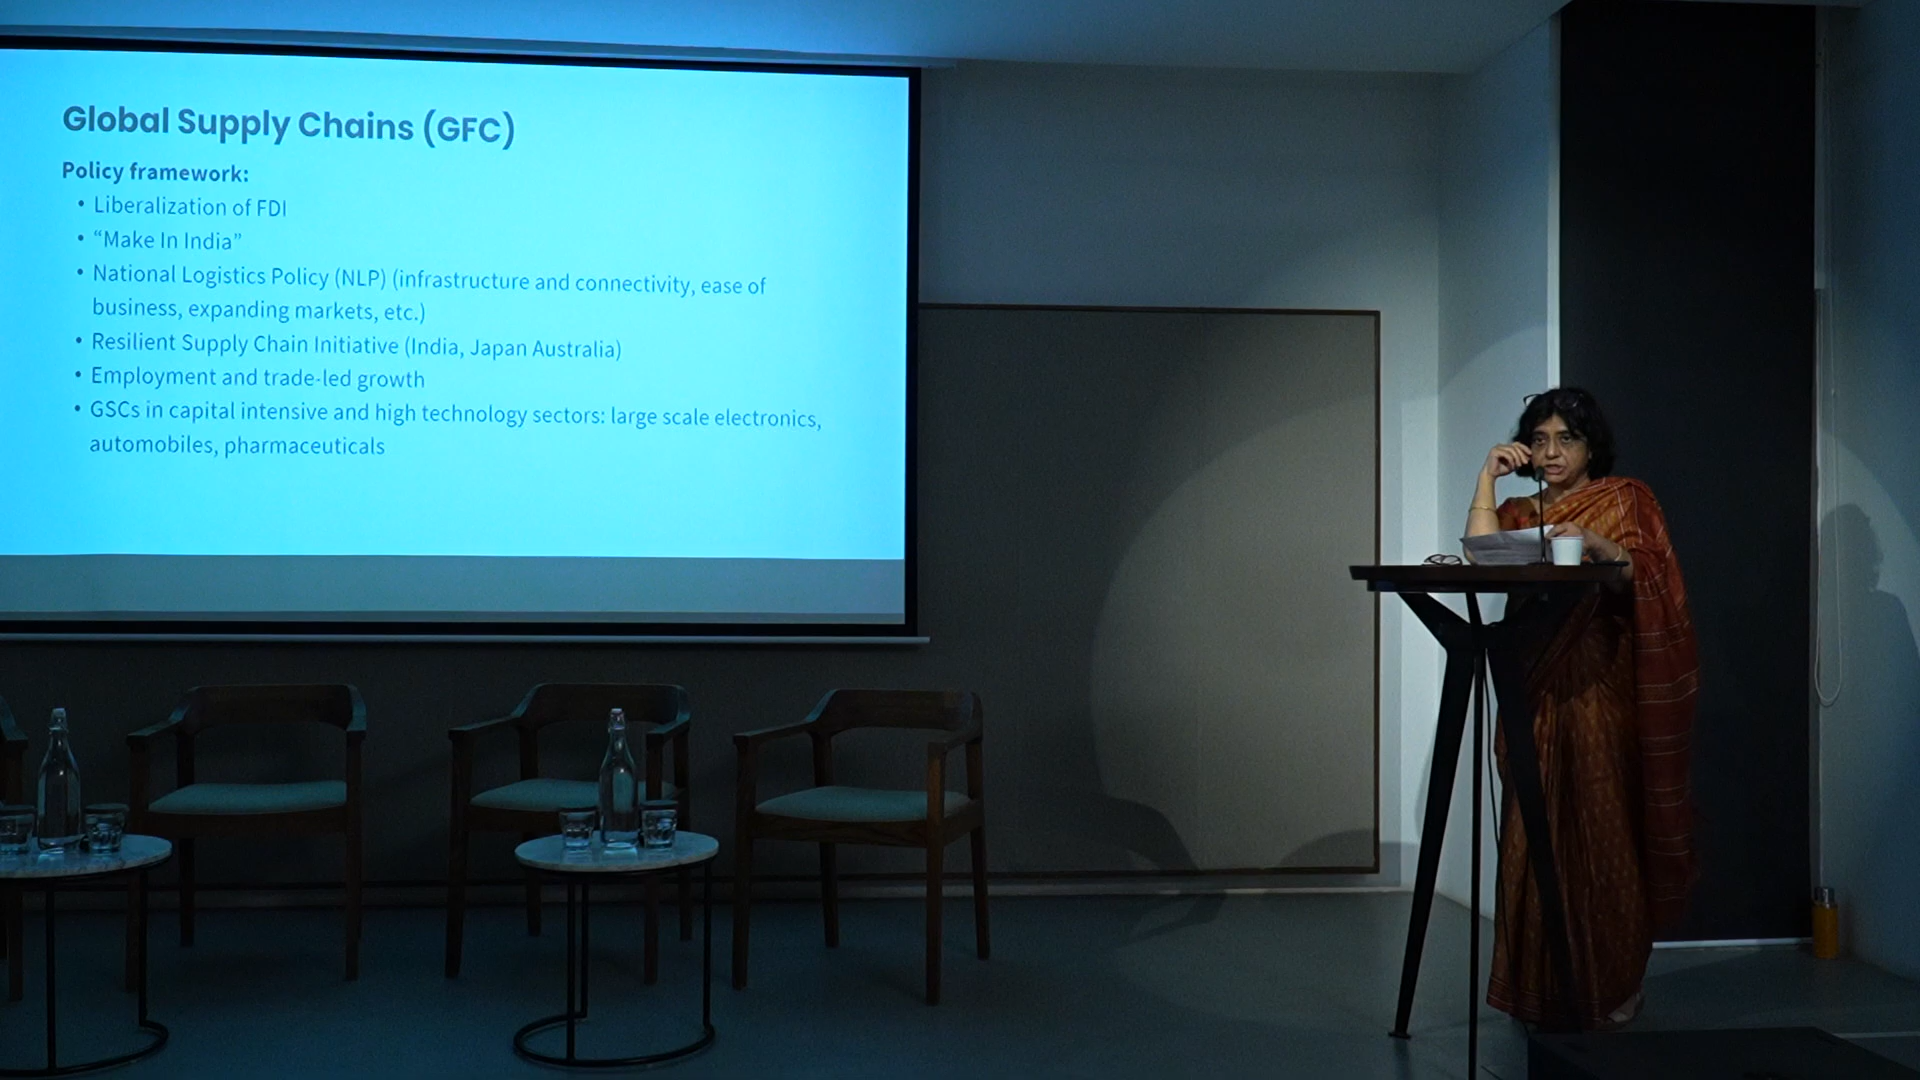 Global Supply Chains (GFC)
Policy framework:
• Liberalization of FDI
• “Make In India”
• National Logistics Policy (NLP) (infrastructure and connectivity, ease of
business, expanding markets, etc.)
• Resilient Supply Chain Initiative (India, Japan Australia)
• Employment and trade-led growth
• GSCs in capital intensive and high technology sectors: large scale electronics,
automobiles, pharmaceuticals